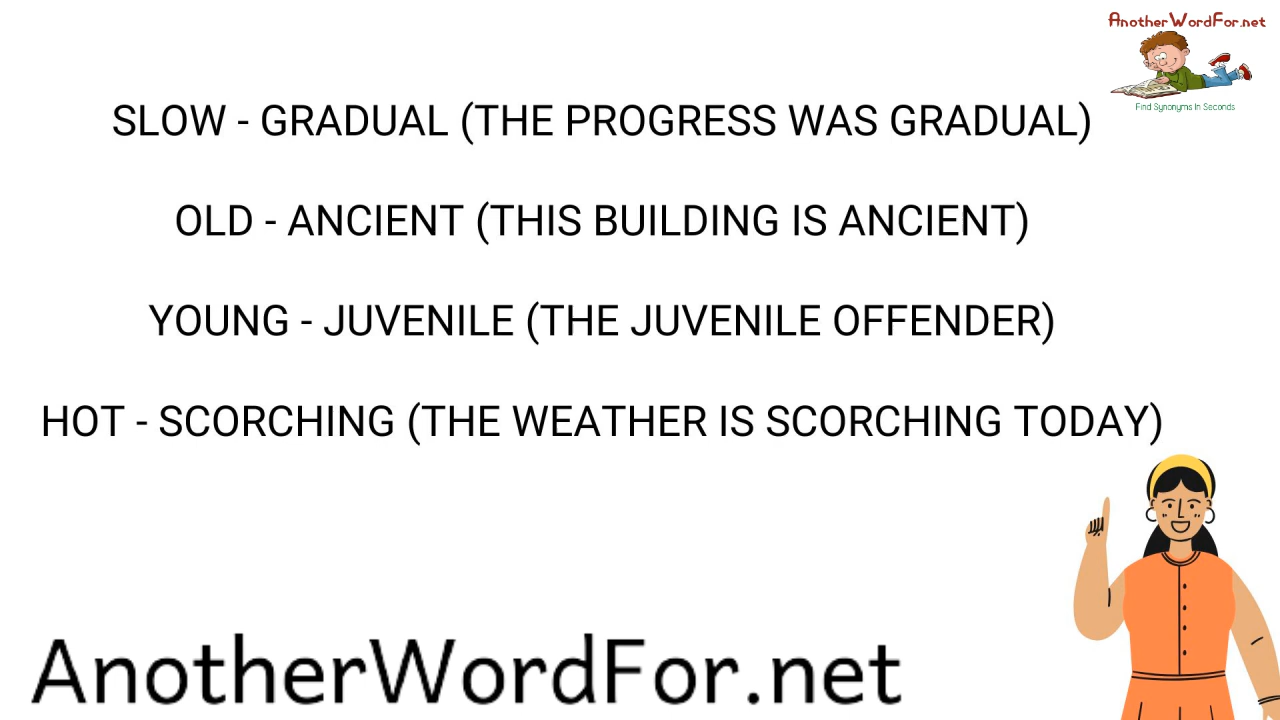 AnotherWordFor.net
Find Synonyms In Seconds
SLOW - GRADUAL (THE PROGRESS WAS GRADUAL)
OLD - ANCIENT (THIS BUILDING IS ANCIENT)
YOUNG - JUVENILE (THE JUVENILE OFFENDER)
HOT - SCORCHING (THE WEATHER IS SCORCHING TODAY)
AnotherWordFor.net